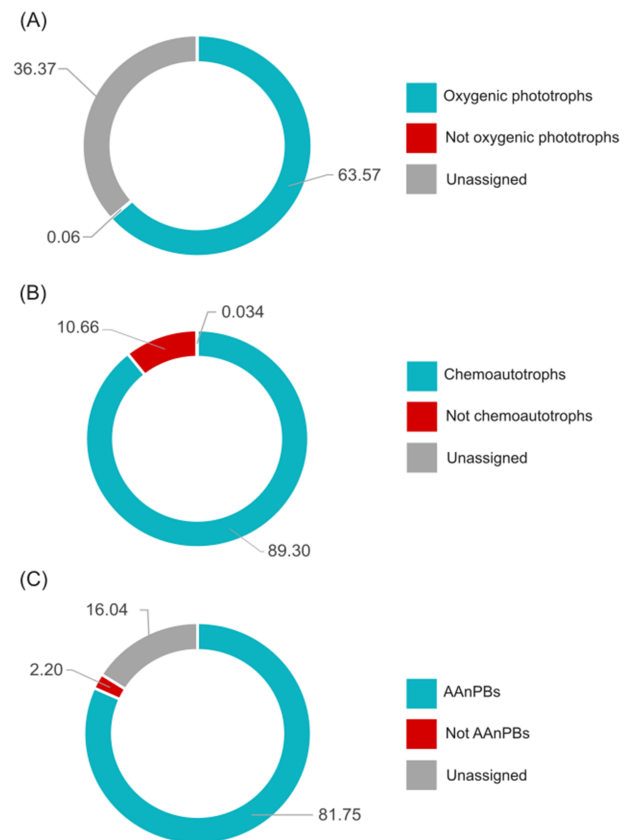 (A)
36.37
63.57
0.06
Oxygenic phototrophs
Not oxygenic phototrophs
Unassigned
(B)
0.034
10.66
89.30
Chemoautotrophs
Not chemoautotrophs
Unassigned
(C)
16.04
2.20
81.75
AAnPBs
Not AAnPBs
Unassigned